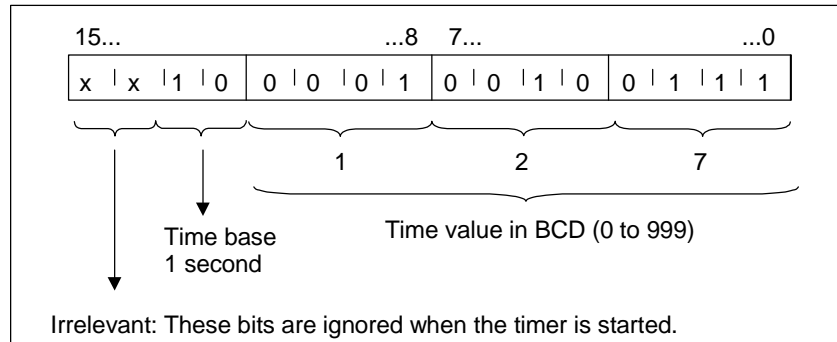 15... ...8 7... ...0
x x 1 0 0 0 0 1 0 0 1 0 0 1 1 1
1 2 7
Time base
1 second
Time value in BCD (0 to 999)
Irrelevant: These bits are ignored when the timer is started.